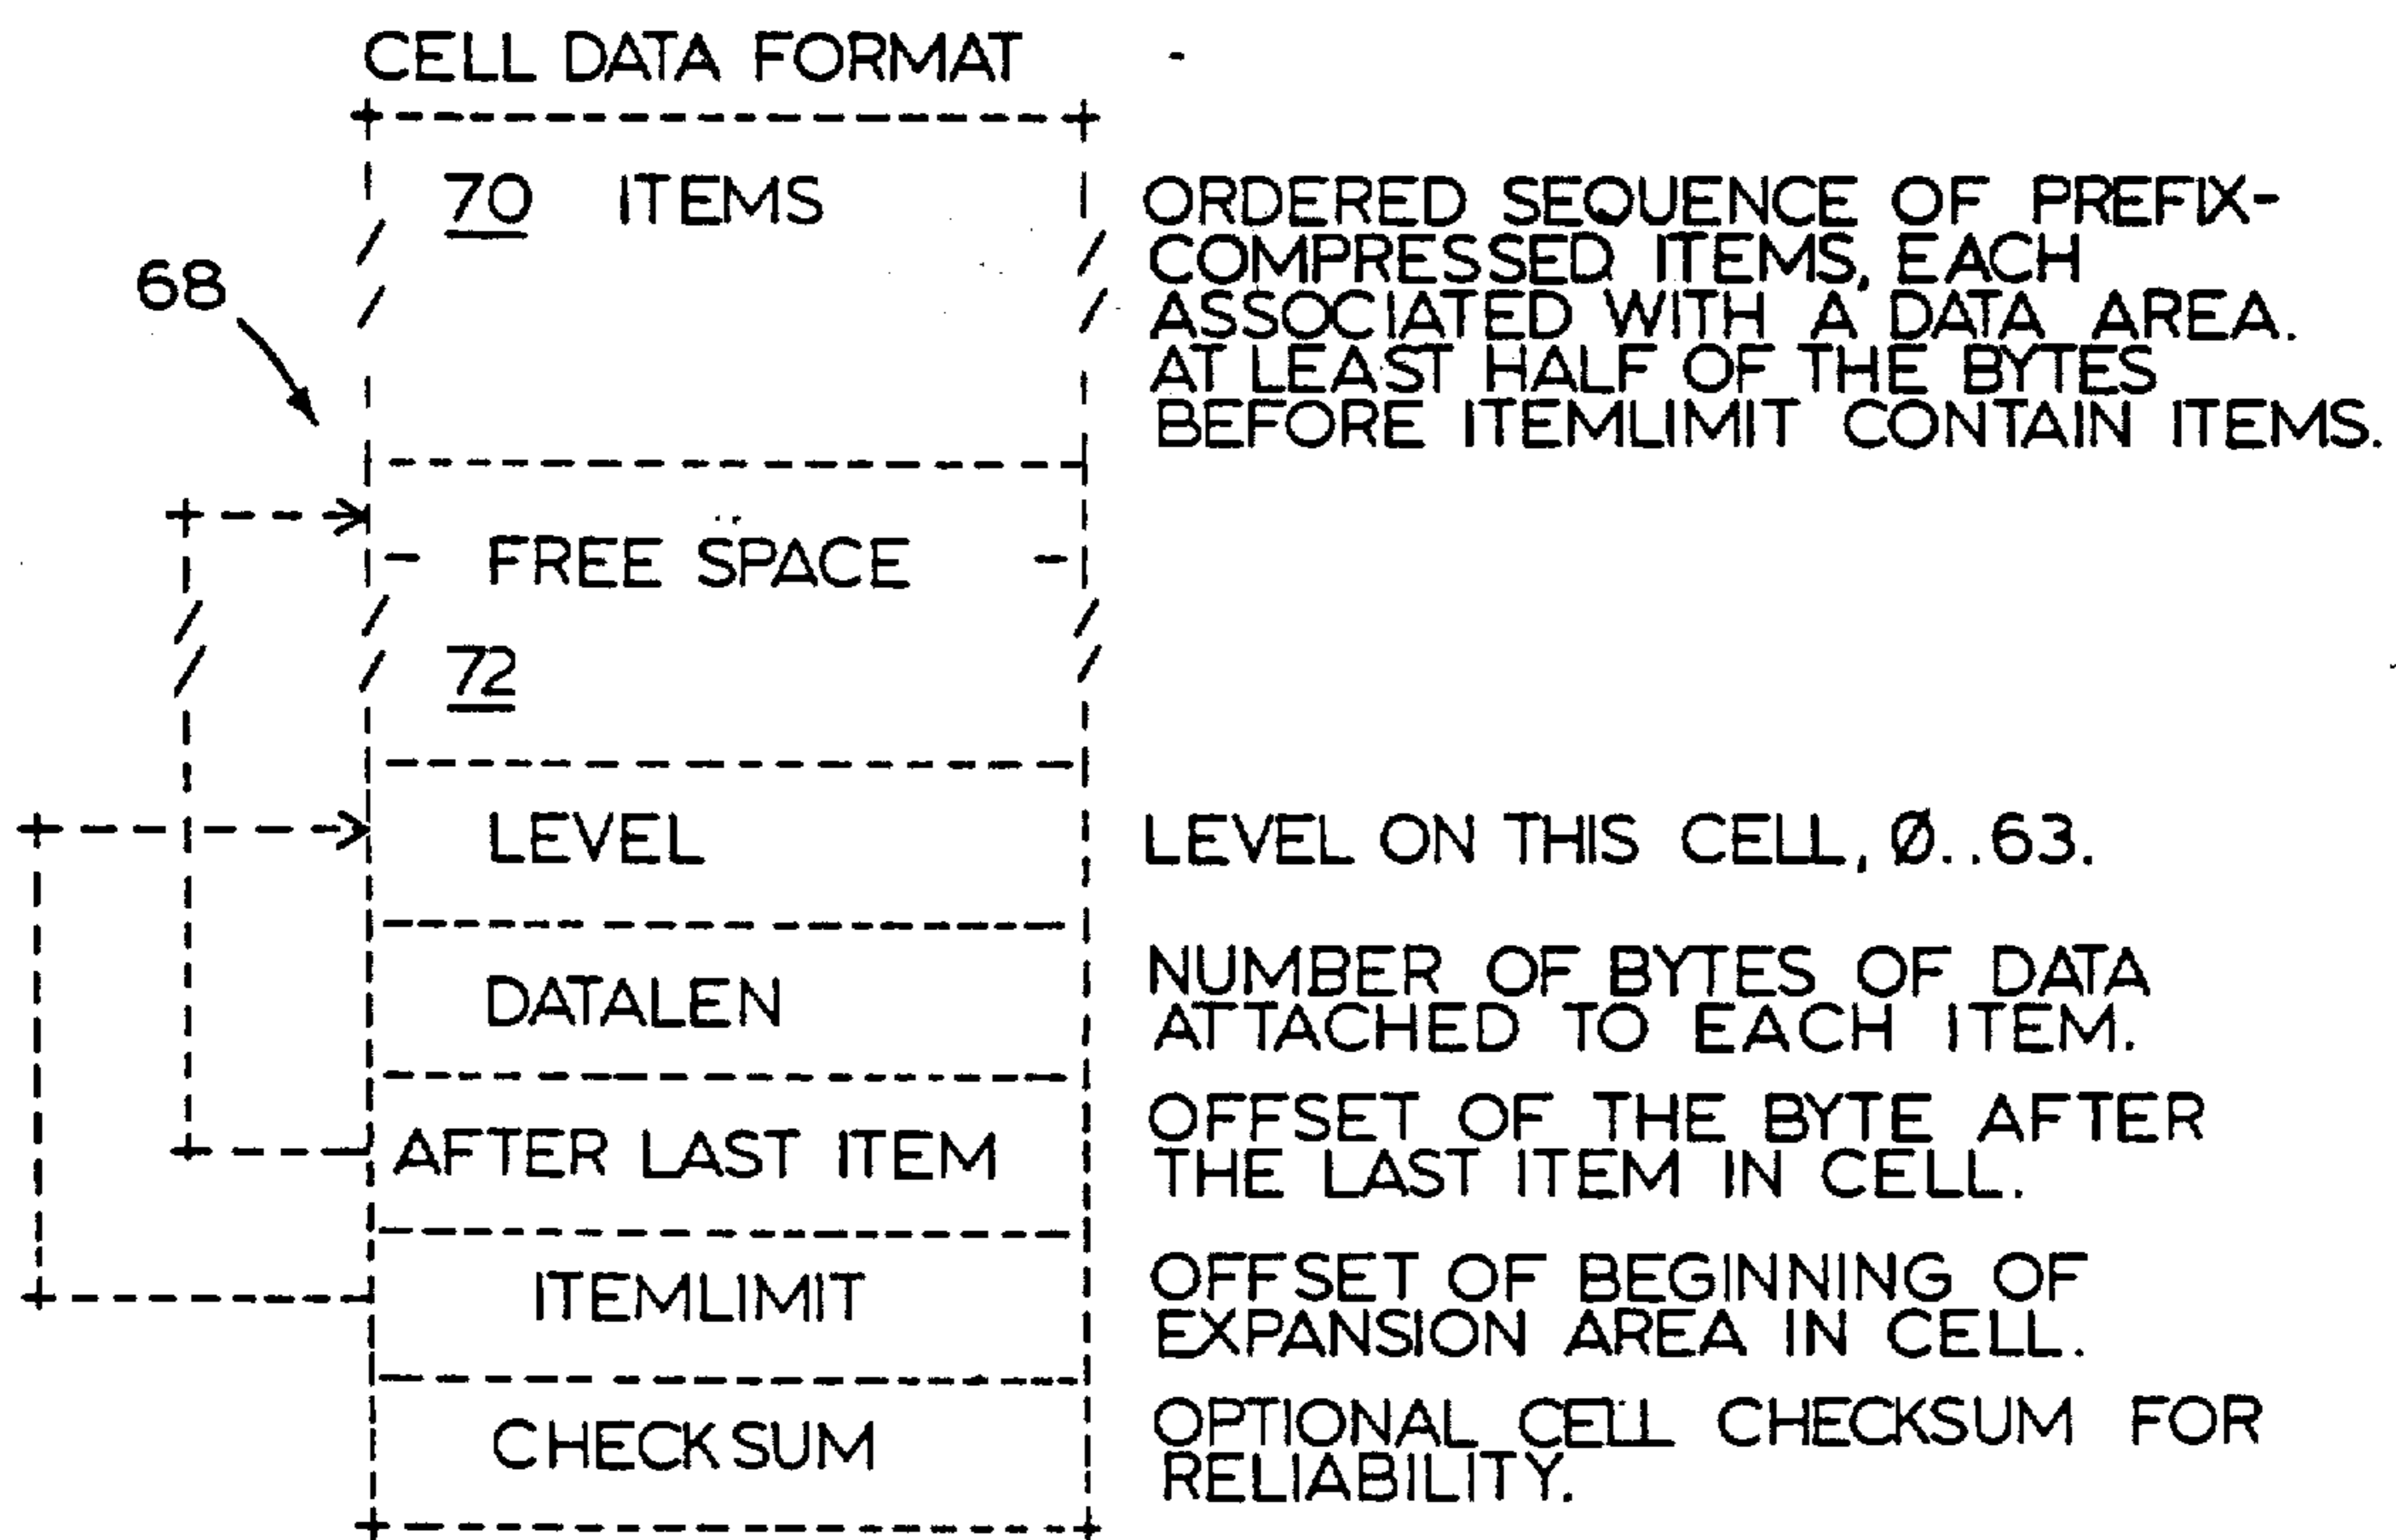 CELL DATA FORMAT
70 ITEMS
ORDERED SEQUENCE OF PREFIX-
COMPRESSED ITEMS, EACH
ASSOCIATED WITH A DATA AREA.
AT LEAST HALF OF THE BYTES
BEFORE ITEMLIMIT CONTAIN ITEMS.
68
FREE SPACE
72
LEVEL
LEVEL ON THIS CELL, Ø..63.
DATALEN
NUMBER OF BYTES OF DATA
ATTACHED TO EACH ITEM.
AFTER LAST ITEM
OFFSET OF THE BYTE AFTER
THE LAST ITEM IN CELL.
ITEMLIMIT
OFFSET OF BEGINNING OF
EXPANSION AREA IN CELL.
CHECKSUM
OPTIONAL CELL CHECKSUM FOR
RELIABILITY.